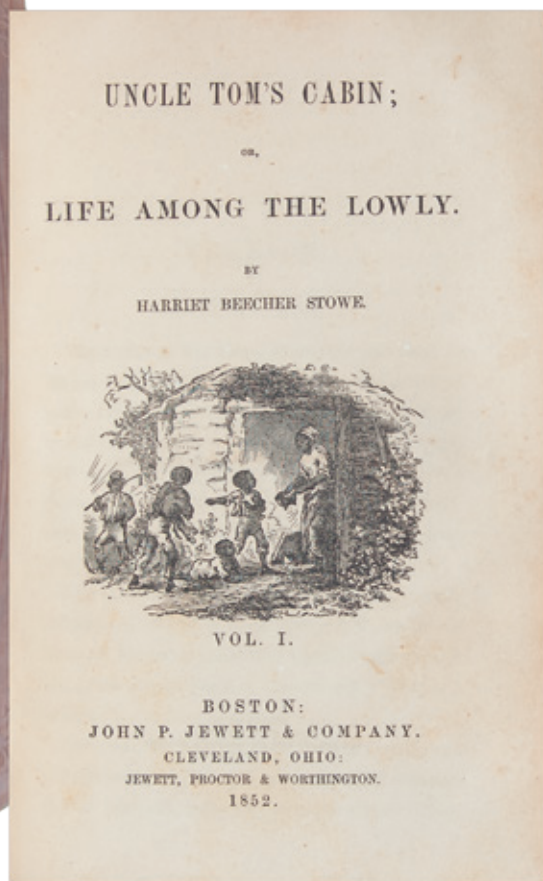 UNCLE TOM'S CABIN;
OR,
LIFE AMONG THE LOWLY.
BY
HARRIET BEECHER STOWE.
VOL. I.
BOSTON:
JOHN P. JEWETT & COMPANY.
CLEVELAND, OHIO:
JEWETT, PROCTOR & WORTHINGTON.
1852.